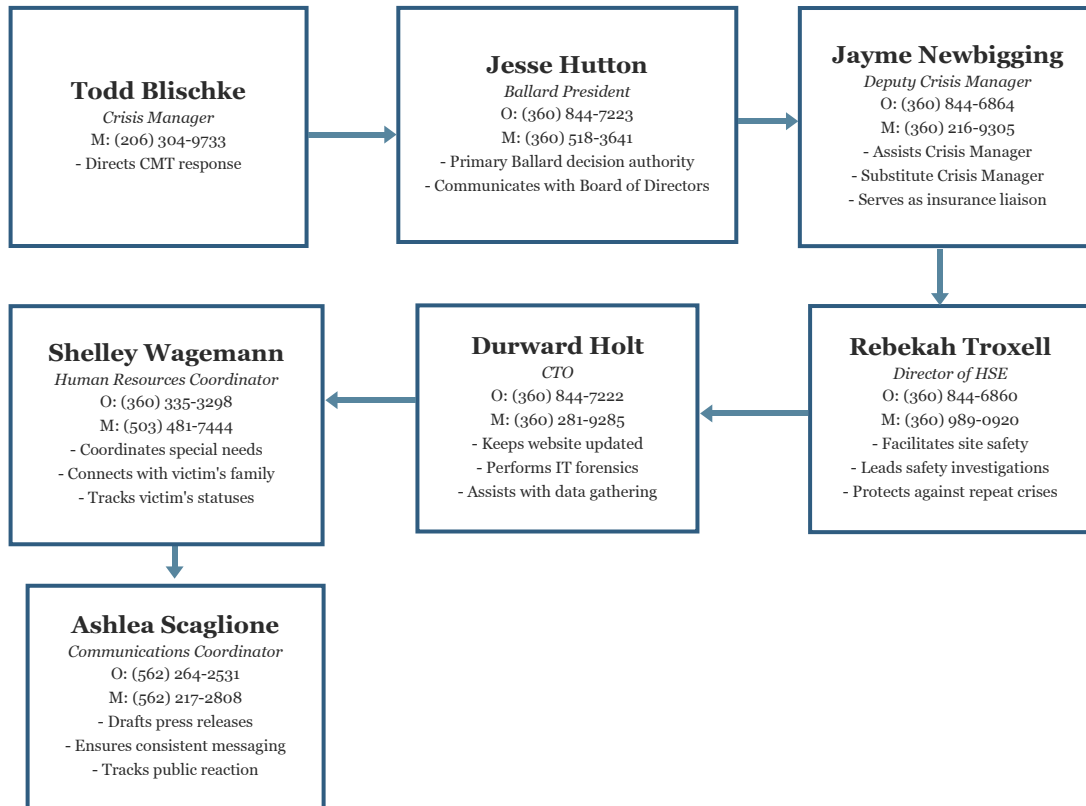 Todd Blischke
Crisis Manager
M: (206) 304-9733
- Directs CMT response
Jesse Hutton
Ballard President
O: (360) 844-7223
M: (360) 518-3641
- Primary Ballard decision authority
- Communicates with Board of Directors
Jayme Newbigging
Deputy Crisis Manager
O: (360) 844-6864
M: (360) 216-9305
- Assists Crisis Manager
- Substitute Crisis Manager
- Serves as insurance liaison
Rebekah Troxell
Director of HSE
O: (360) 844-6860
M: (360) 989-0920
- Facilitates site safety
- Leads safety investigations
- Protects against repeat crises
Durward Holt
CTO
O: (360) 844-7222
M: (360) 281-9285
- Keeps website updated
- Performs IT forensics
- Assists with data gathering
Shelley Wagemann
Human Resources Coordinator
O: (360) 335-3298
M: (503) 481-7444
- Coordinates special needs
- Connects with victim's family
- Tracks victim's statuses
Ashlea Scaglione
Communications Coordinator
O: (562) 264-2531
M: (562) 217-2808
- Drafts press releases
- Ensures consistent messaging
- Tracks public reaction